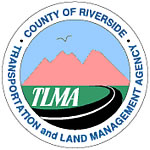 · COUNTY OF RIVERSIDE ·
TRANSPORTATION and LAND MANAGEMENT AGENCY
TLMA